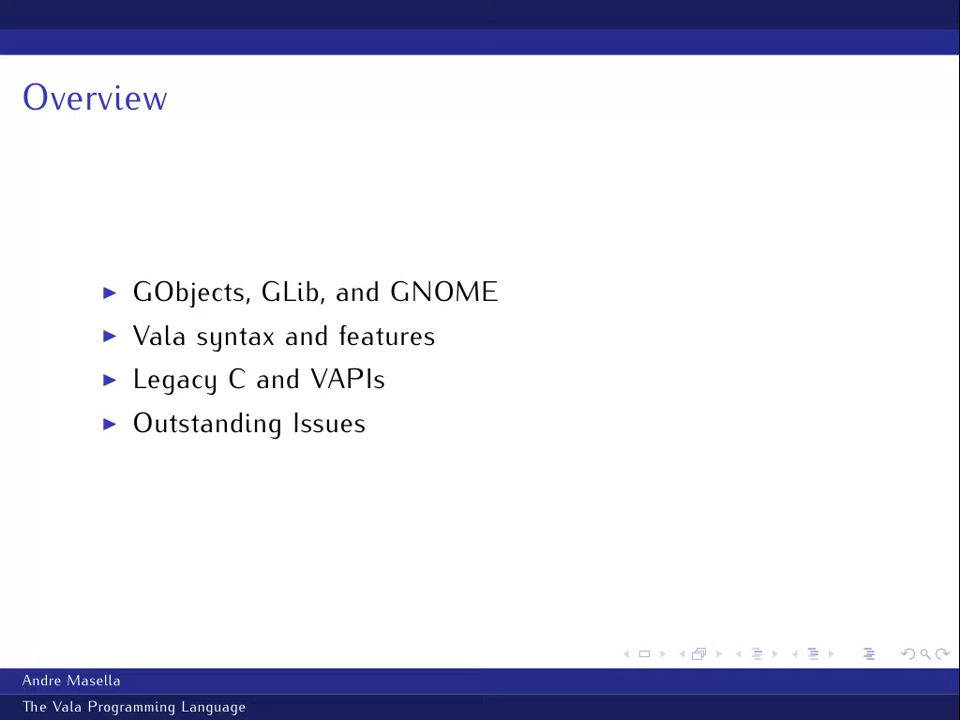 Overview
GObjects, GLib, and GNOME
Vala syntax and features
Legacy C and VAPIs
Outstanding Issues
Andre Masella
The Vala Programming Language